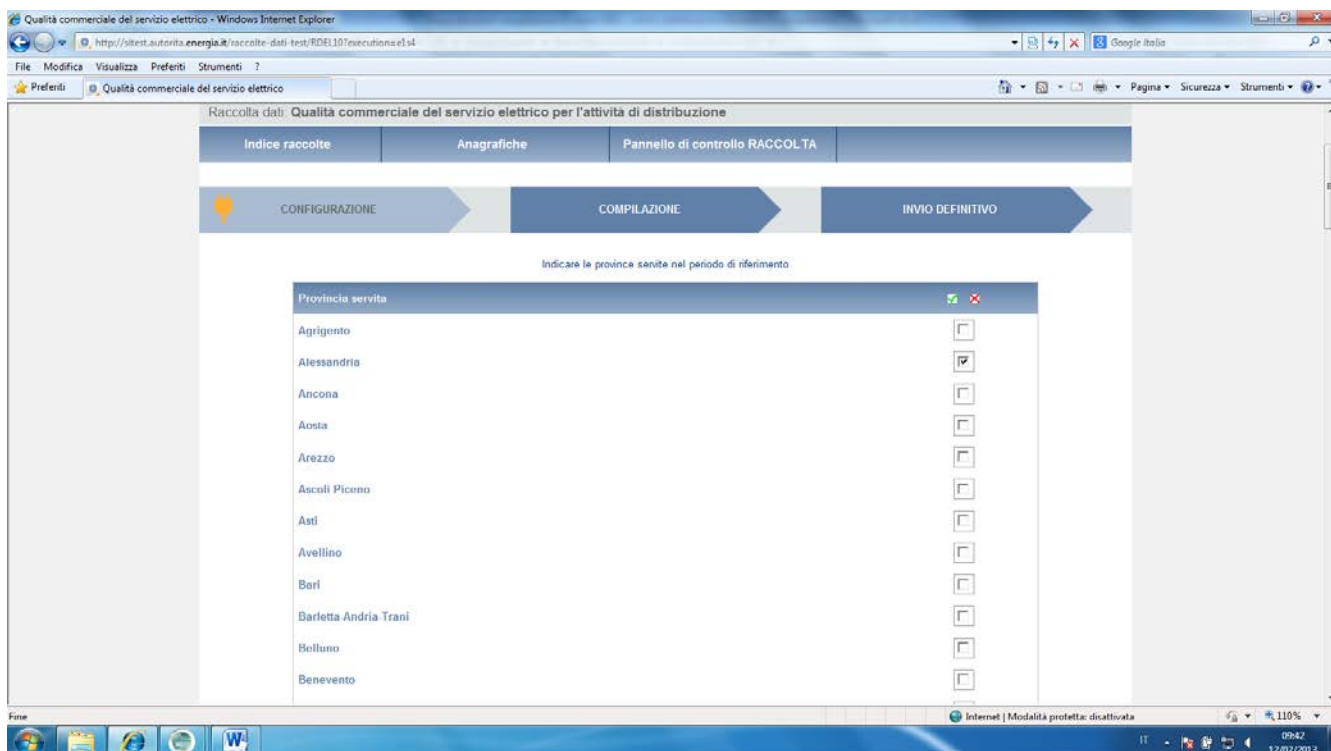 Qualità commerciale del servizio elettrico - Windows Internet Explorer
http://sitest.autorita.energia.it/raccolte-dati-test/RDEL10?execution=e1s4
Google Italia
File Modifica Visualizza Preferiti Strumenti ?
Preferiti Qualità commerciale del servizio elettrico Pagina Sicurezza Strumenti
Raccolta dati: Qualità commerciale del servizio elettrico per l'attività di distribuzione
Indice raccolte Anagrafiche Pannello di controllo RACCOLTA
CONFIGURAZIONE COMPILAZIONE INVIO DEFINITIVO
Indicare le province servite nel periodo di riferimento
Provincia servita
Agrigento
Alessandria
Ancona
Aosta
Arezzo
Ascoli Piceno
Asti
Avellino
Bari
Barletta-Andria-Trani
Belluno
Benevento
Fine Internet | Modalità protetta: disattivata 110%
IT 09:42
12/02/2013